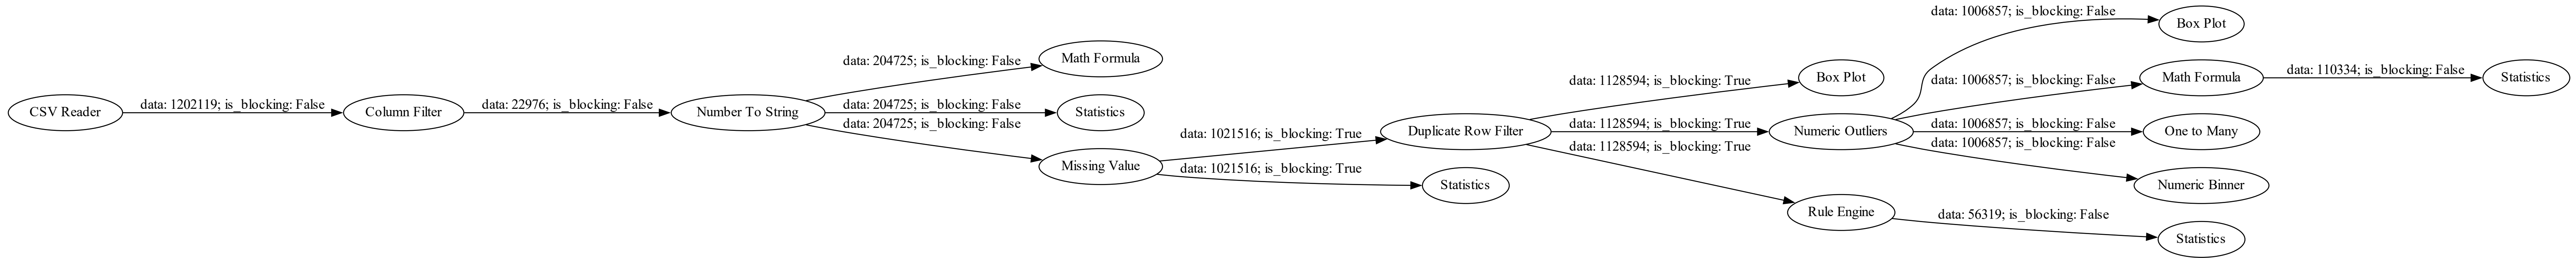 CSV Reader
data: 1202119; is_blocking: False
Column Filter
data: 22976; is_blocking: False
Number To String
data: 204725; is_blocking: False
Math Formula
data: 204725; is_blocking: False
Statistics
data: 204725; is_blocking: False
Missing Value
data: 1021516; is_blocking: True
Duplicate Row Filter
data: 1021516; is_blocking: True
Statistics
data: 1128594; is_blocking: True
Box Plot
data: 1128594; is_blocking: True
Numeric Outliers
data: 1128594; is_blocking: True
Rule Engine
data: 1006857; is_blocking: False
Box Plot
data: 1006857; is_blocking: False
Math Formula
data: 110334; is_blocking: False
Statistics
data: 1006857; is_blocking: False
One to Many
data: 1006857; is_blocking: False
Numeric Binner
data: 56319; is_blocking: False
Statistics